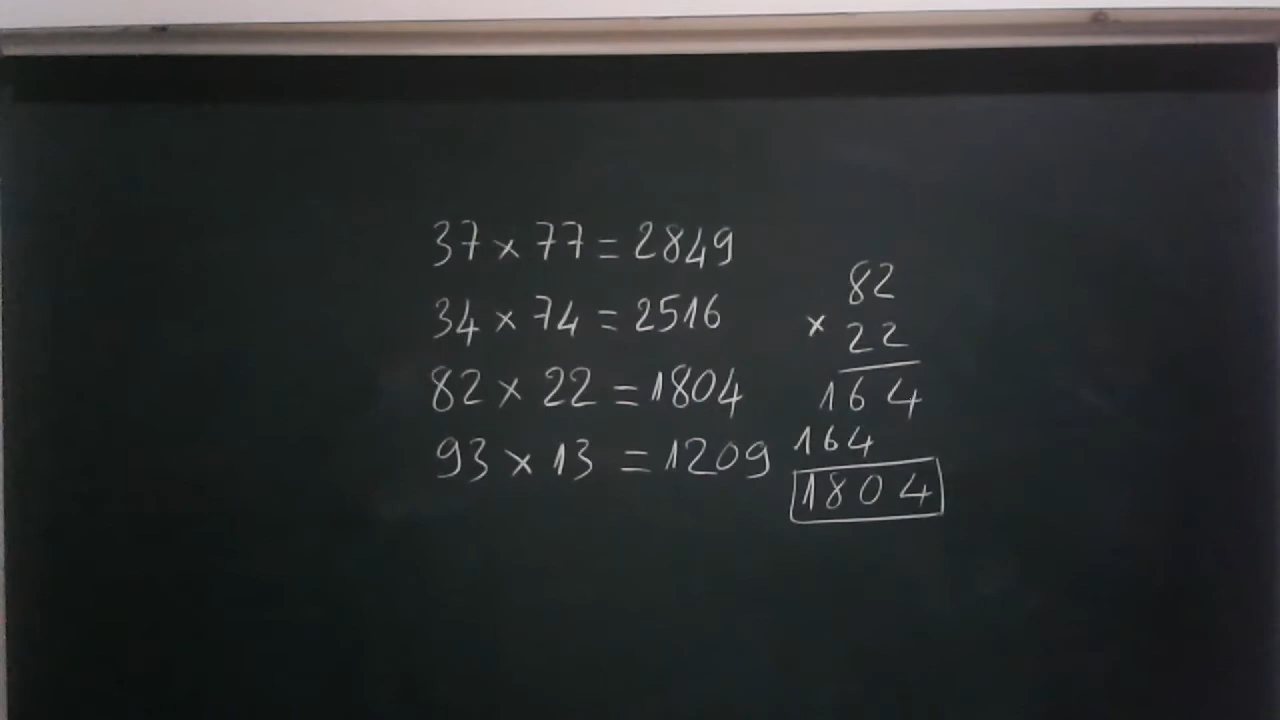 37 × 77 = 2849
34 × 74 = 2516
82 × 22 = 1804
93 × 13 = 1209
82
× 22
164
164
1804